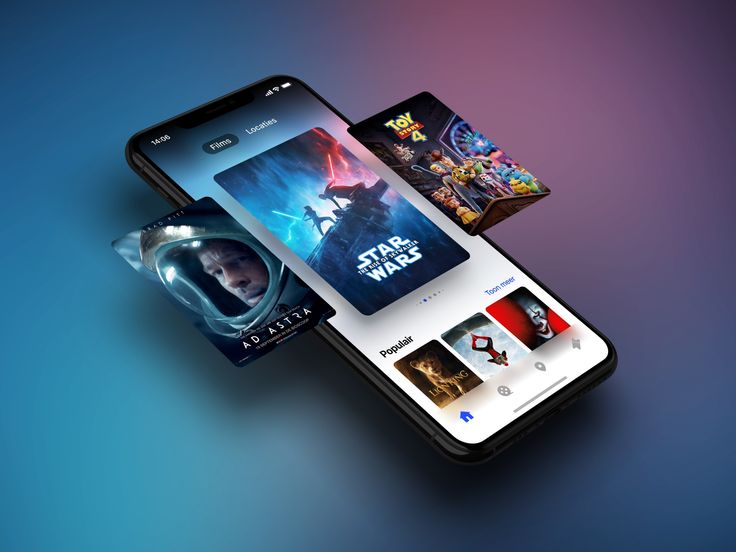 14:06
Films
Locaties
TOY
STORY
4
BRAD PITT
AD ASTRA
STAR
THE RISE OF SKYWALKER
WARS
Toon meer
Populair